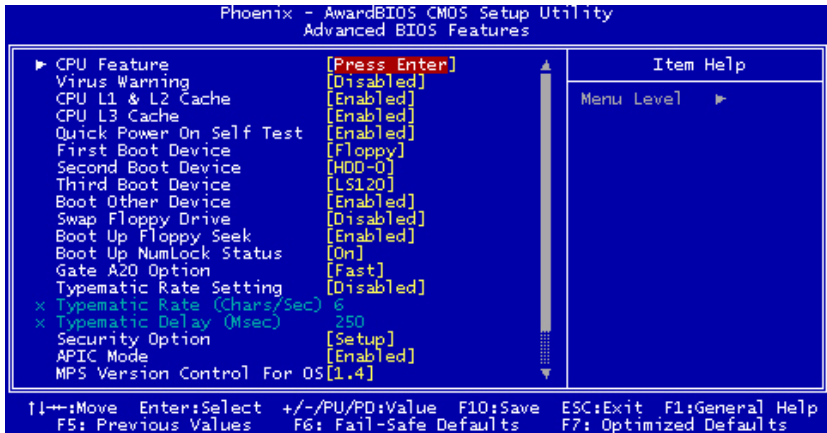 Phoenix - AwardBIOS CMOS Setup Utility
Advanced BIOS Features
► CPU Feature [Press Enter]
Virus Warning [Disabled]
CPU L1 & L2 Cache [Enabled]
CPU L3 Cache [Enabled]
Quick Power On Self Test [Enabled]
First Boot Device [Floppy]
Second Boot Device [HDD-0]
Third Boot Device [LS120]
Boot Other Device [Enabled]
Swap Floppy Drive [Disabled]
Boot Up Floppy Seek [Enabled]
Boot Up NumLock Status [On]
Gate A20 Option [Fast]
Typematic Rate Setting [Disabled]
x Typematic Rate (Chars/Sec) 6
x Typematic Delay (Msec) 250
Security Option [Setup]
APIC Mode [Enabled]
MPS Version Control For OS[1.4]
Item Help
Menu Level ►
↑↓→←:Move Enter:Select +/-/PU/PD:Value F10:Save ESC:Exit F1:General Help
F5: Previous Values F6: Fail-Safe Defaults F7: Optimized Defaults